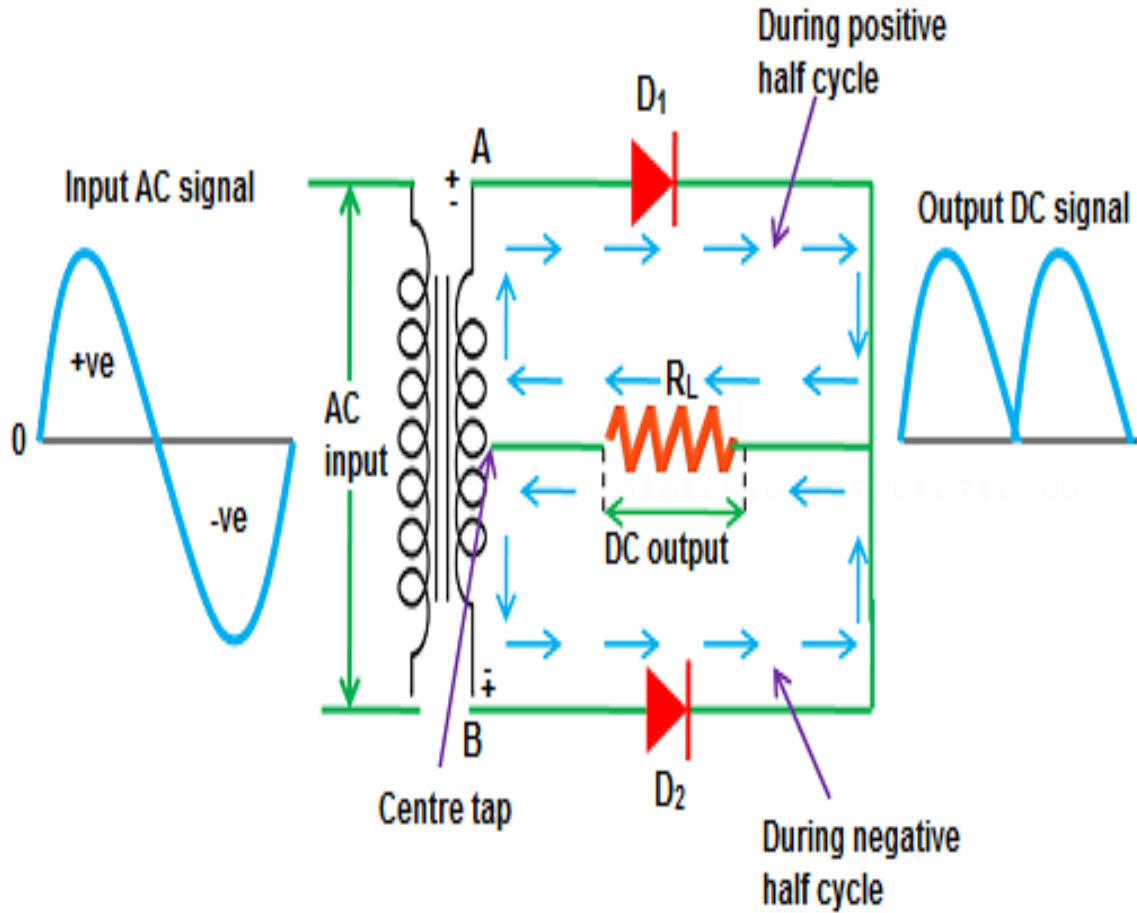 During positive
half cycle
D₁
A
Input AC signal
+
-
Output DC signal
+ve
RL
0
AC
input
-ve
DC output
-
+
B
D₂
Centre tap
During negative
half cycle